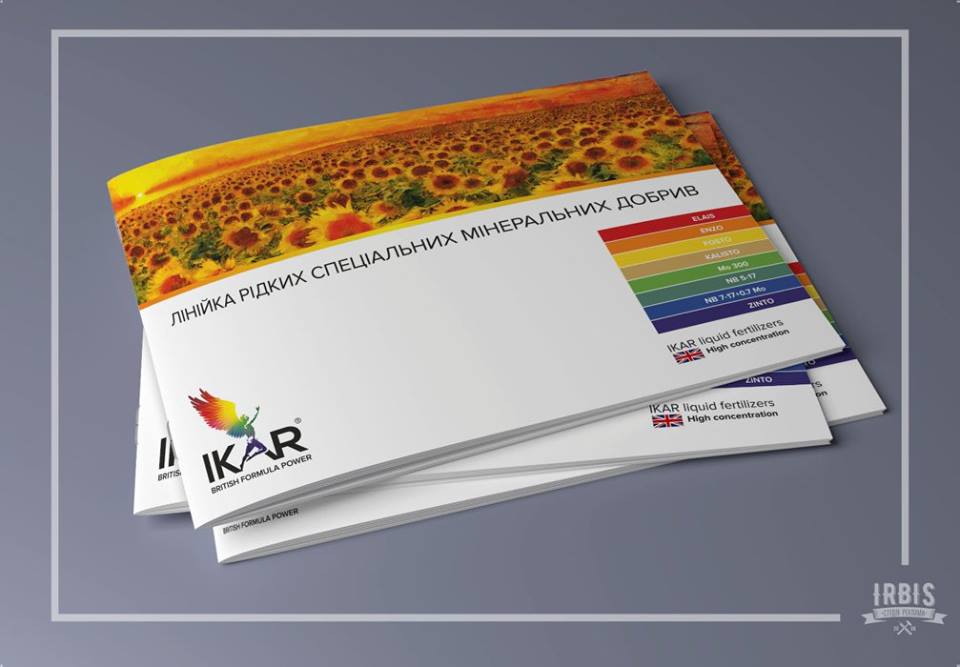 ЛІНІЙКА РІДКИХ СПЕЦІАЛЬНИХ МІНЕРАЛЬНИХ ДОБРИВ
ELAIS
ENZO
FOSTO
KALISTO
Mo 300
NB 5-17
NB 7-17+0.7 Mo
ZINTO
IKAR liquid fertilizers
High concentration
IKAR®
BRITISH FORMULA POWER
ZINTO
IKAR liquid fertilizers
High concentration
BRITISH FORMULA POWER
IRBIS
СТУДІЯ РЕКЛАМИ